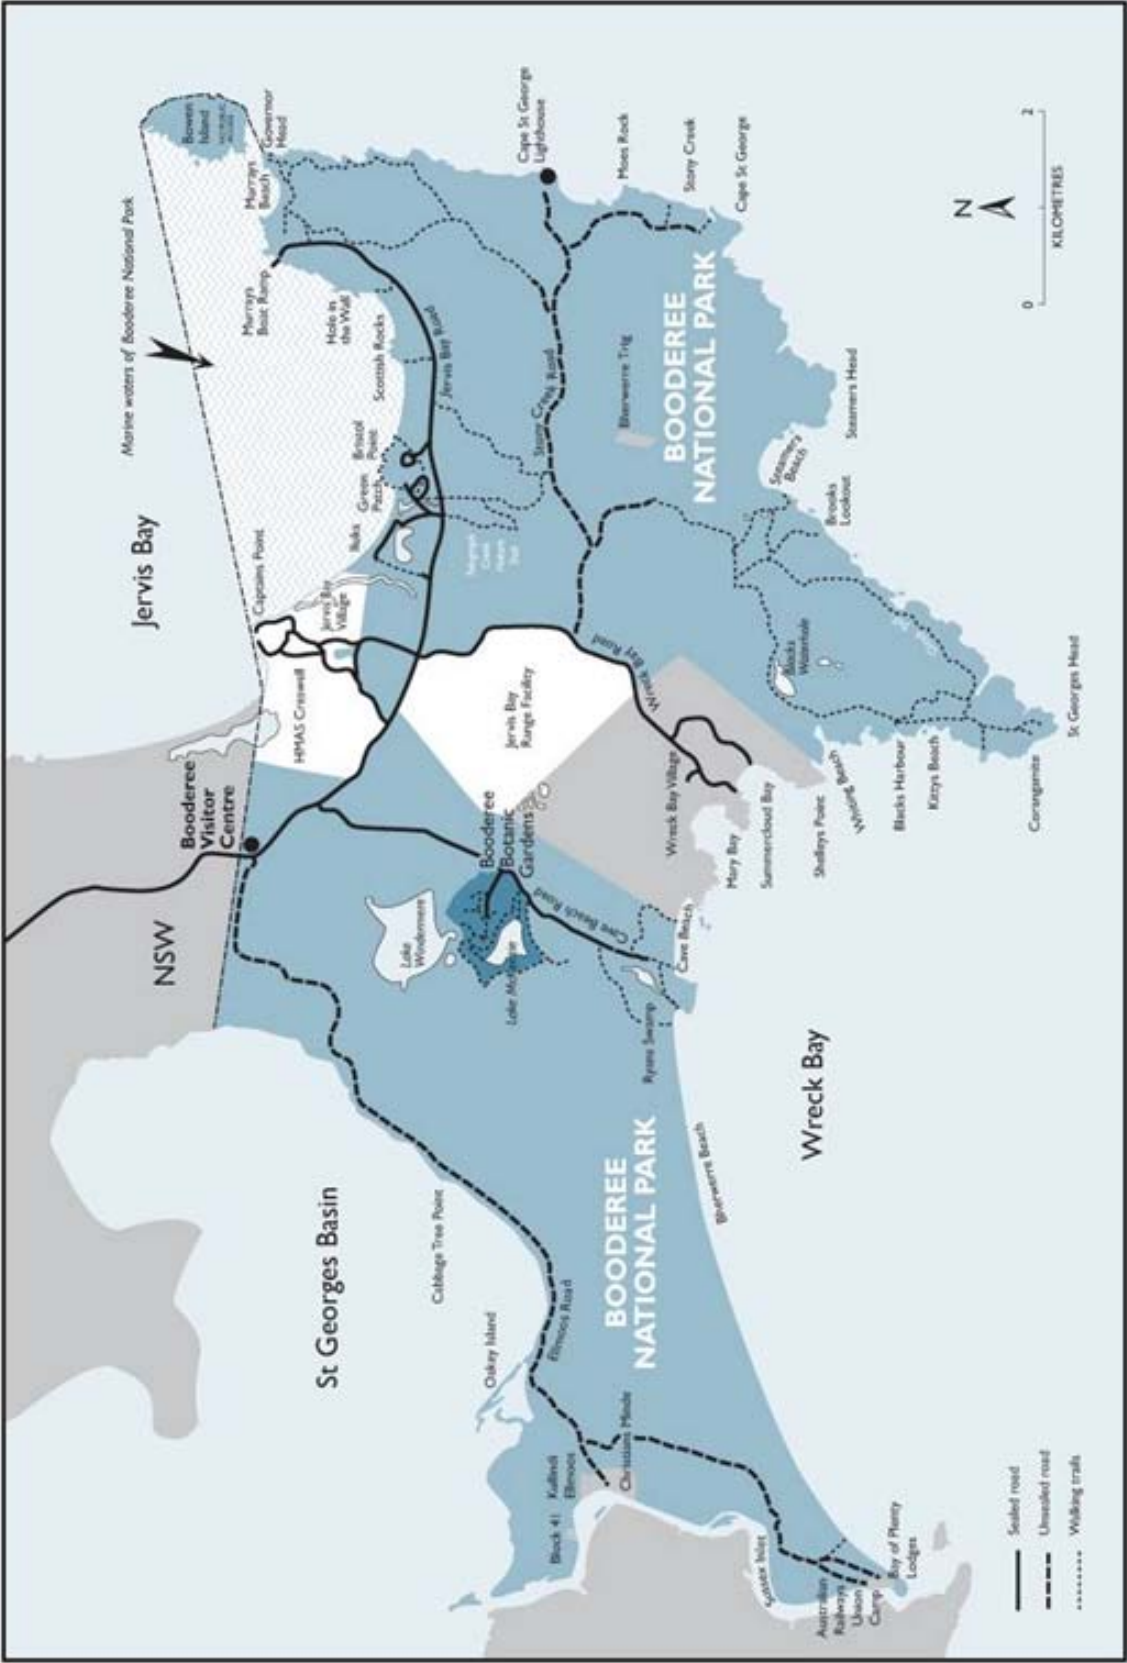 Marine waters of Booderee National Park
Bowen
Island
Governor
Head
Murrays
Beach
Murrays
Boat Ramp
Hole in
the Wall
Scottish Rocks
Bristol
Point
Green
Patch
Iluka
Captains Point
Jervis Bay
Jervis Bay
Village
HMAS Creswell
Jervis Bay Road
Cape St George
Lighthouse
Moes Rock
Stony Creek
Cape St George
Stony Creek Road
Bherwerre Trig
BOODEREE
NATIONAL PARK
Steamers Head
Steamers
Beach
Brooks
Lookout
Telegraph
Creek
Nature
Trail
Jervis Bay
Range Facility
Wreck Bay Road
Blacks
Waterhole
St Georges Head
Corangamite
Kittys Beach
Blacks Harbour
Whiting Beach
Shelleys Point
Summercloud Bay
Mary Bay
Wreck Bay Village
Booderee
Visitor
Centre
NSW
Booderee
Botanic
Gardens
Lake
Windermere
Lake McKenzie
Cave Beach Road
Cave Beach
Ryans Swamp
Wreck Bay
Bherwerre Beach
St Georges Basin
Cabbage Tree Point
Oakey Island
Ellmoos Road
BOODEREE
NATIONAL PARK
Block 41
Kullindi
Ellmoos
Christians Minde
Sussex Inlet
Australian
Railways
Union
Camp
Bay of Plenty
Lodges
N
0
2
KILOMETRES
Sealed road
Unsealed road
Walking trails